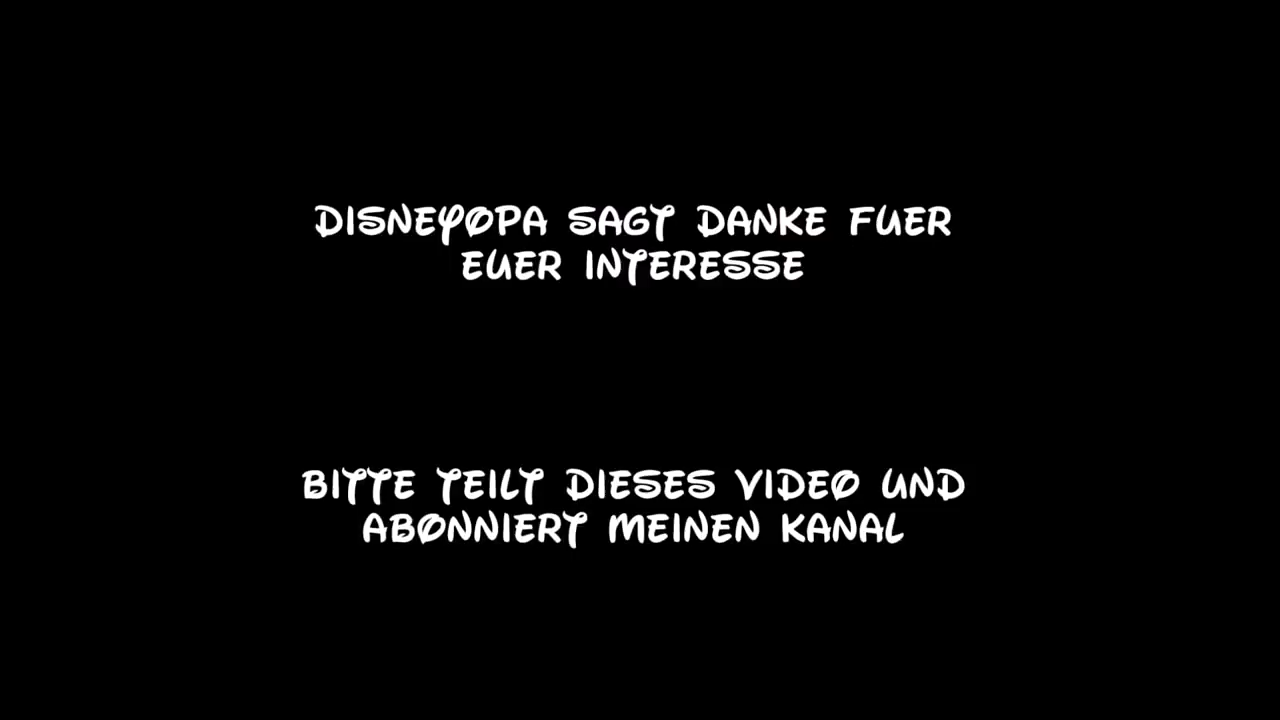 DISNEYOPA SAGT DANKE FUER
EUER INTERESSE
BITTE TEILT DIESES VIDEO UND
ABONNIERT MEINEN KANAL